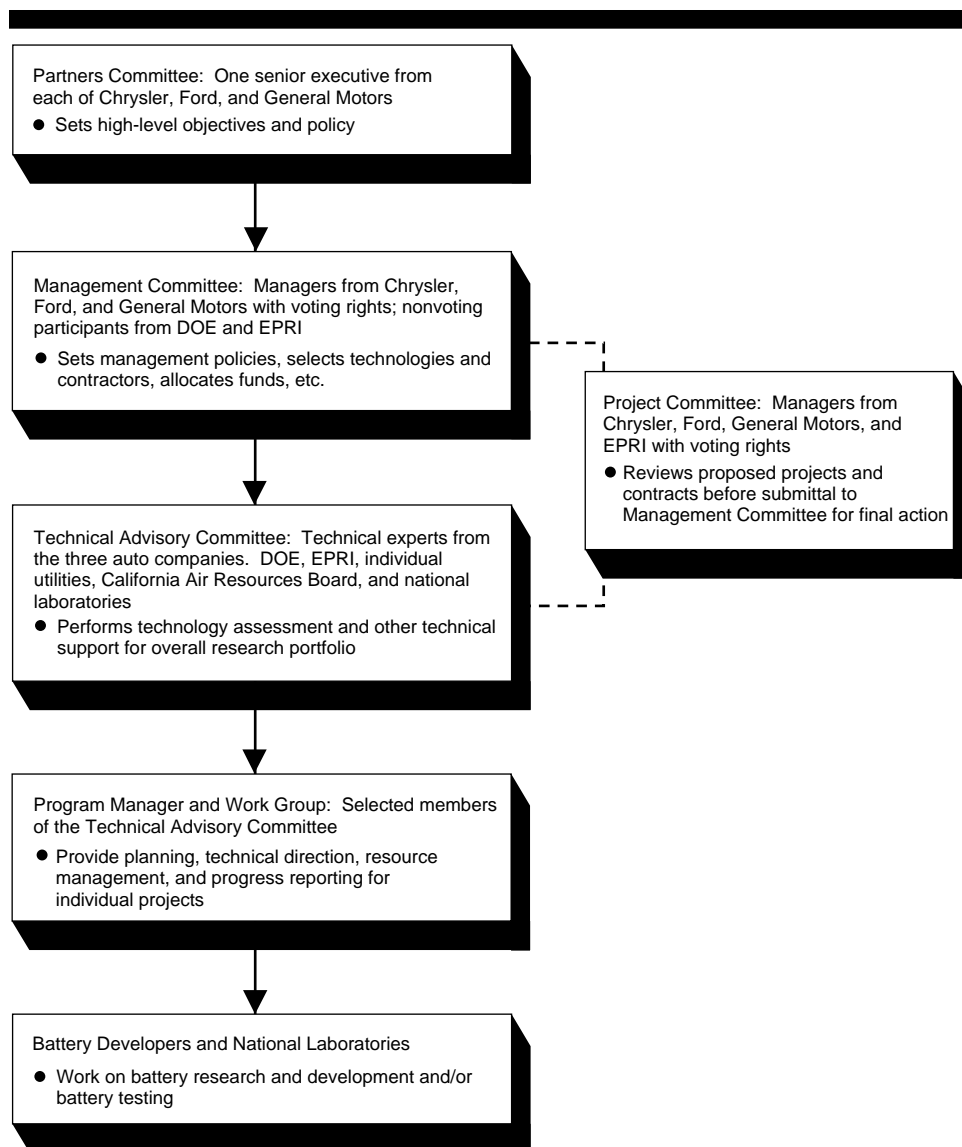 Partners Committee:  One senior executive from
each of Chrysler, Ford, and General Motors
● Sets high-level objectives and policy
Management Committee:  Managers from Chrysler,
Ford, and General Motors with voting rights; nonvoting
participants from DOE and EPRI
● Sets management policies, selects technologies and
contractors, allocates funds, etc.
Project Committee:  Managers from
Chrysler, Ford, General Motors, and
EPRI with voting rights
● Reviews proposed projects and
contracts before submittal to
Management Committee for final action
Technical Advisory Committee:  Technical experts from
the three auto companies.  DOE, EPRI, individual
utilities, California Air Resources Board, and national
laboratories
● Performs technology assessment and other technical
support for overall research portfolio
Program Manager and Work Group:  Selected members
of the Technical Advisory Committee
● Provide planning, technical direction, resource
management, and progress reporting for
individual projects
Battery Developers and National Laboratories
● Work on battery research and development and/or
battery testing